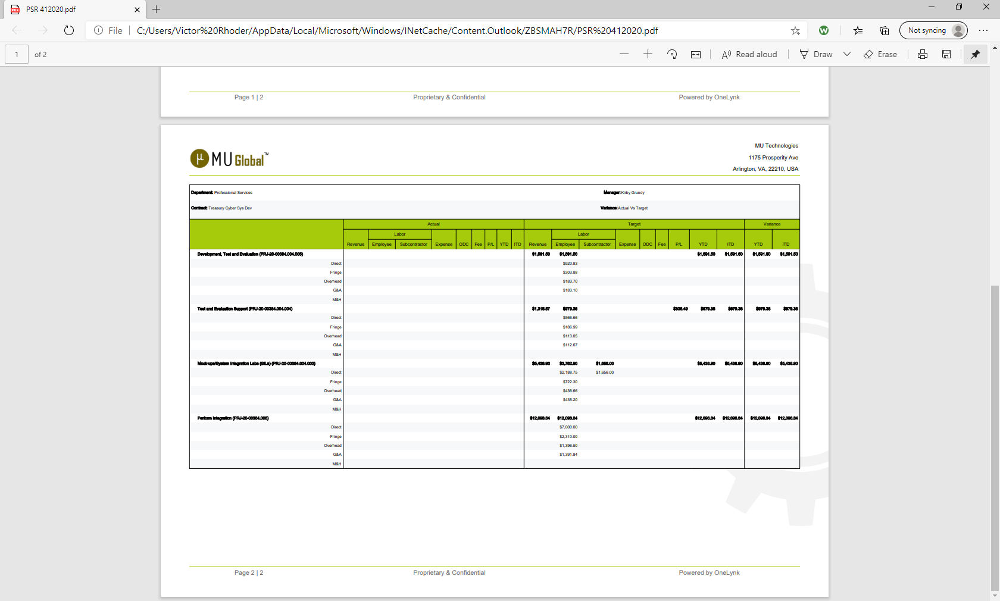 PSR 412020.pdf
File C:/Users/Victor%20Rhoder/AppData/Local/Microsoft/Windows/INetCache/Content.Outlook/ZBSMAH7R/PSR%20412020.pdf Not syncing
1 of 2 Read aloud Draw Erase
Page 1 | 2 Proprietary & Confidential Powered by OneLynk
μ MU Global™
MU Technologies
1175 Prosperity Ave
Arlington, VA, 22210, USA
Department: Professional Services Manager: Kirby Grundy
Contract: Treasury Cyber Sys Dev Variance: Actual Vs Target
Actual Target Variance
Labor Labor
Revenue Employee Subcontractor Expense ODC Fee P/L YTD ITD Revenue Employee Subcontractor Expense ODC Fee P/L YTD ITD YTD ITD
Development, Test and Evaluation (PRJ-20-00384.004.005) $1,591.50 $1,591.50 $1,591.50 $1,591.50 $1,591.50 $1,591.50
Direct $920.83
Fringe $303.88
Overhead $183.70
G&A $183.10
M&H
Test and Evaluation Support (PRJ-20-00384.004.004) $1,315.87 $979.38 $336.49 $979.38 $979.38 $979.38 $979.38
Direct $566.66
Fringe $186.99
Overhead $113.05
G&A $112.67
M&H
Mock-ups/System Integration Labs (SILs) (PRJ-20-00384.004.003) $5,438.90 $3,782.90 $1,656.00 $5,438.90 $5,438.90 $5,438.90 $5,438.90
Direct $2,188.75 $1,656.00
Fringe $722.30
Overhead $436.66
G&A $435.20
M&H
Perform Integration (PRJ-20-00384.005) $12,098.34 $12,098.34 $12,098.34 $12,098.34 $12,098.34 $12,098.34
Direct $7,000.00
Fringe $2,310.00
Overhead $1,396.50
G&A $1,391.84
M&H
Page 2 | 2 Proprietary & Confidential Powered by OneLynk